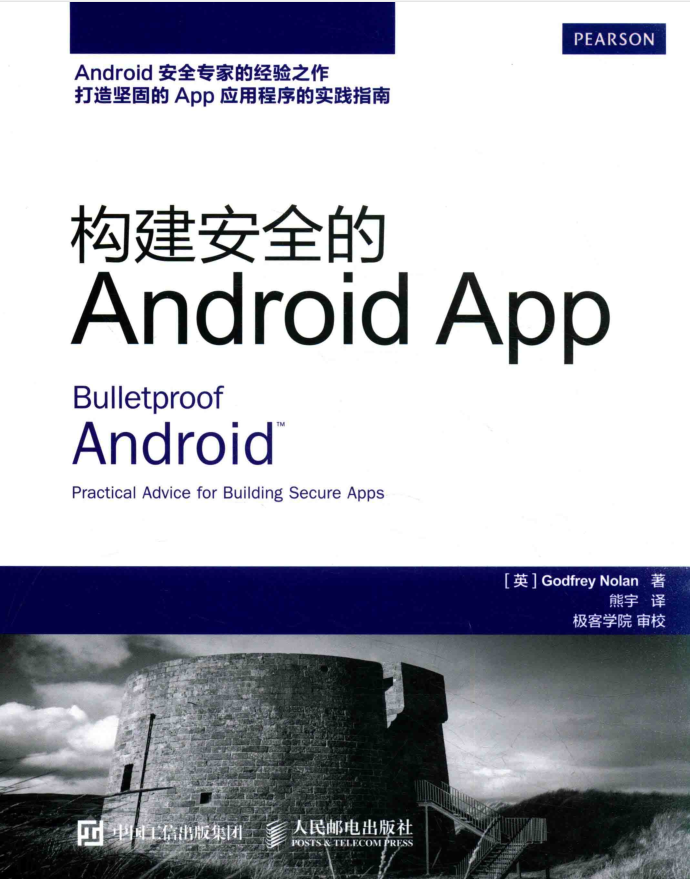 PEARSON
Android 安全专家的经验之作
打造坚固的 App 应用程序的实践指南
构建安全的
Android App
Bulletproof
Android™
Practical Advice for Building Secure Apps
[英] Godfrey Nolan 著
熊宇 译
极客学院 审校
中国工信出版集团
人民邮电出版社
POSTS & TELECOM PRESS